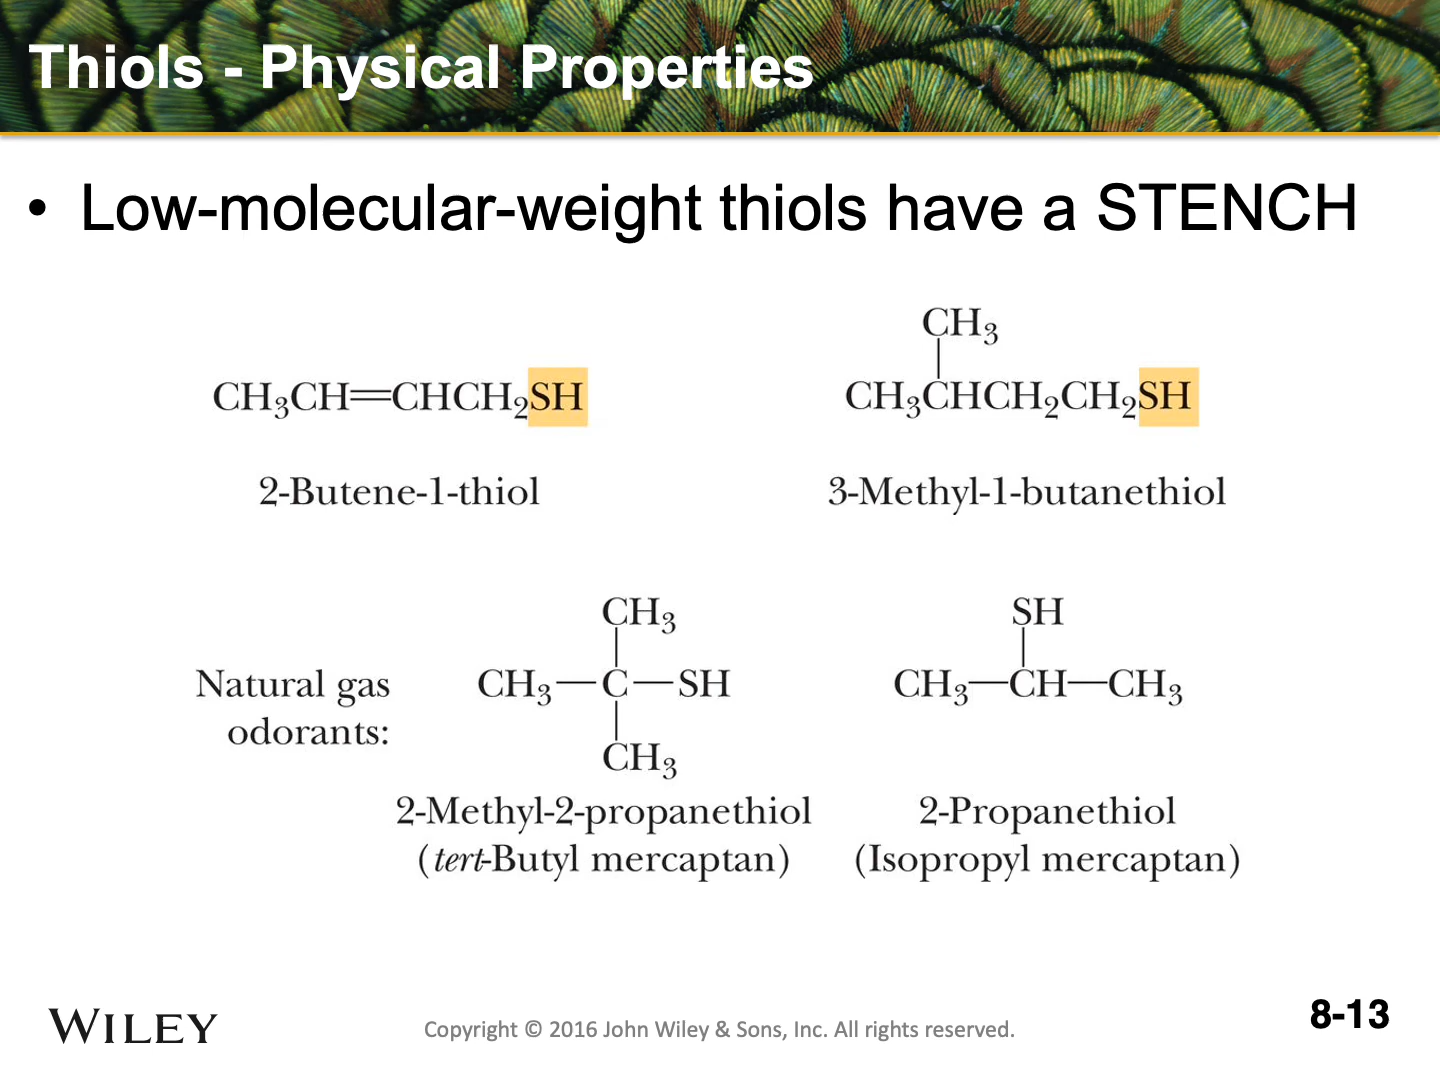 Thiols - Physical Properties
• Low-molecular-weight thiols have a STENCH
CH₃CH=CHCH₂SH
2-Butene-1-thiol
CH₃
CH₃CHCH₂CH₂SH
3-Methyl-1-butanethiol
Natural gas
odorants:
CH₃
CH₃—C—SH
CH₃
2-Methyl-2-propanethiol
(tert-Butyl mercaptan)
SH
CH₃—CH—CH₃
2-Propanethiol
(Isopropyl mercaptan)
WILEY
Copyright © 2016 John Wiley & Sons, Inc. All rights reserved.
8-13